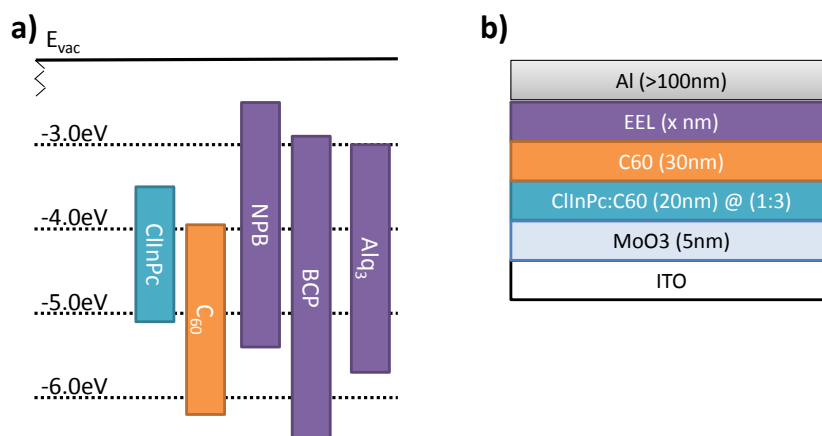 a)
E_vac
-3.0eV
-4.0eV
-5.0eV
-6.0eV
ClInPc
C₆₀
NPB
BCP
Alq₃
b)
Al (>100nm)
EEL (x nm)
C60 (30nm)
ClInPc:C60 (20nm) @ (1:3)
MoO3 (5nm)
ITO